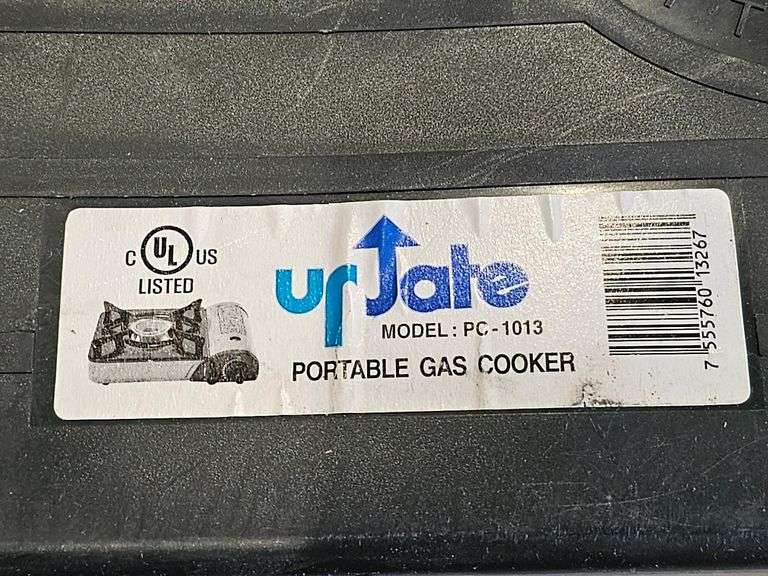 C UL US
LISTED
upDate
MODEL: PC-1013
PORTABLE GAS COOKER
7 555760 13267